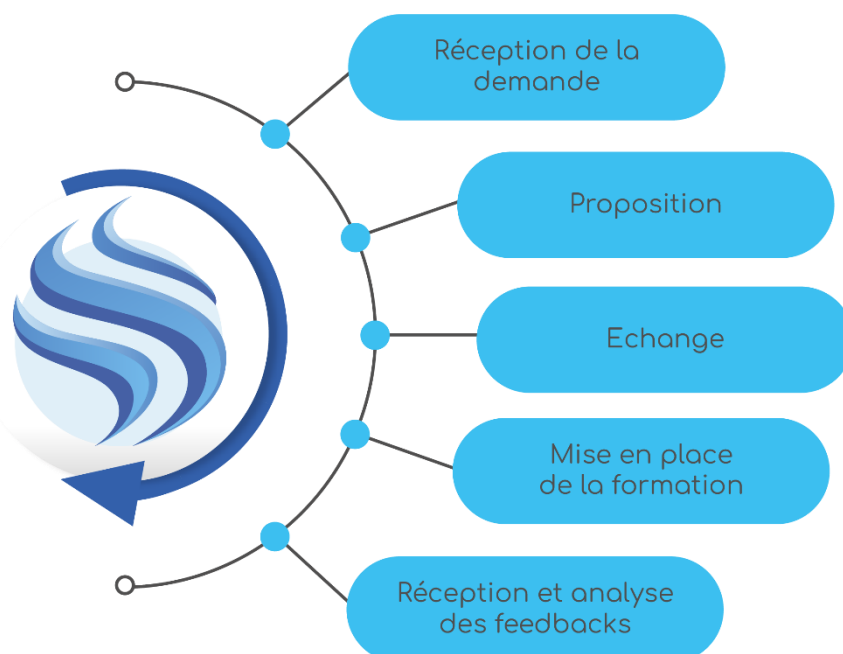 Réception de la
demande
Proposition
Echange
Mise en place
de la formation
Réception et analyse
des feedbacks